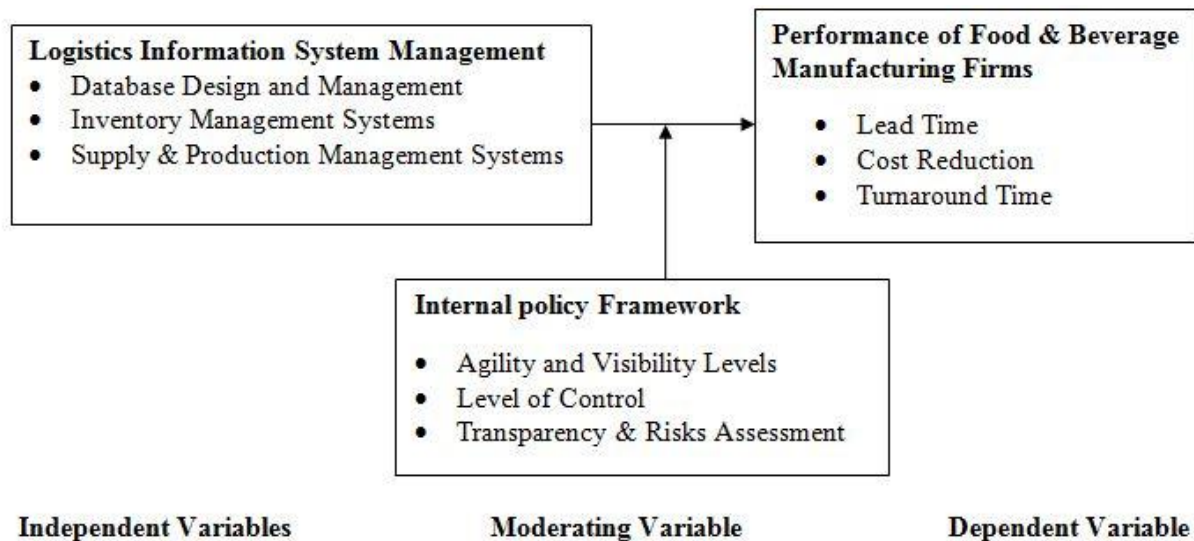 Logistics Information System Management
• Database Design and Management
• Inventory Management Systems
• Supply & Production Management Systems
Performance of Food & Beverage
Manufacturing Firms
• Lead Time
• Cost Reduction
• Turnaround Time
Internal policy Framework
• Agility and Visibility Levels
• Level of Control
• Transparency & Risks Assessment
Independent Variables
Moderating Variable
Dependent Variable